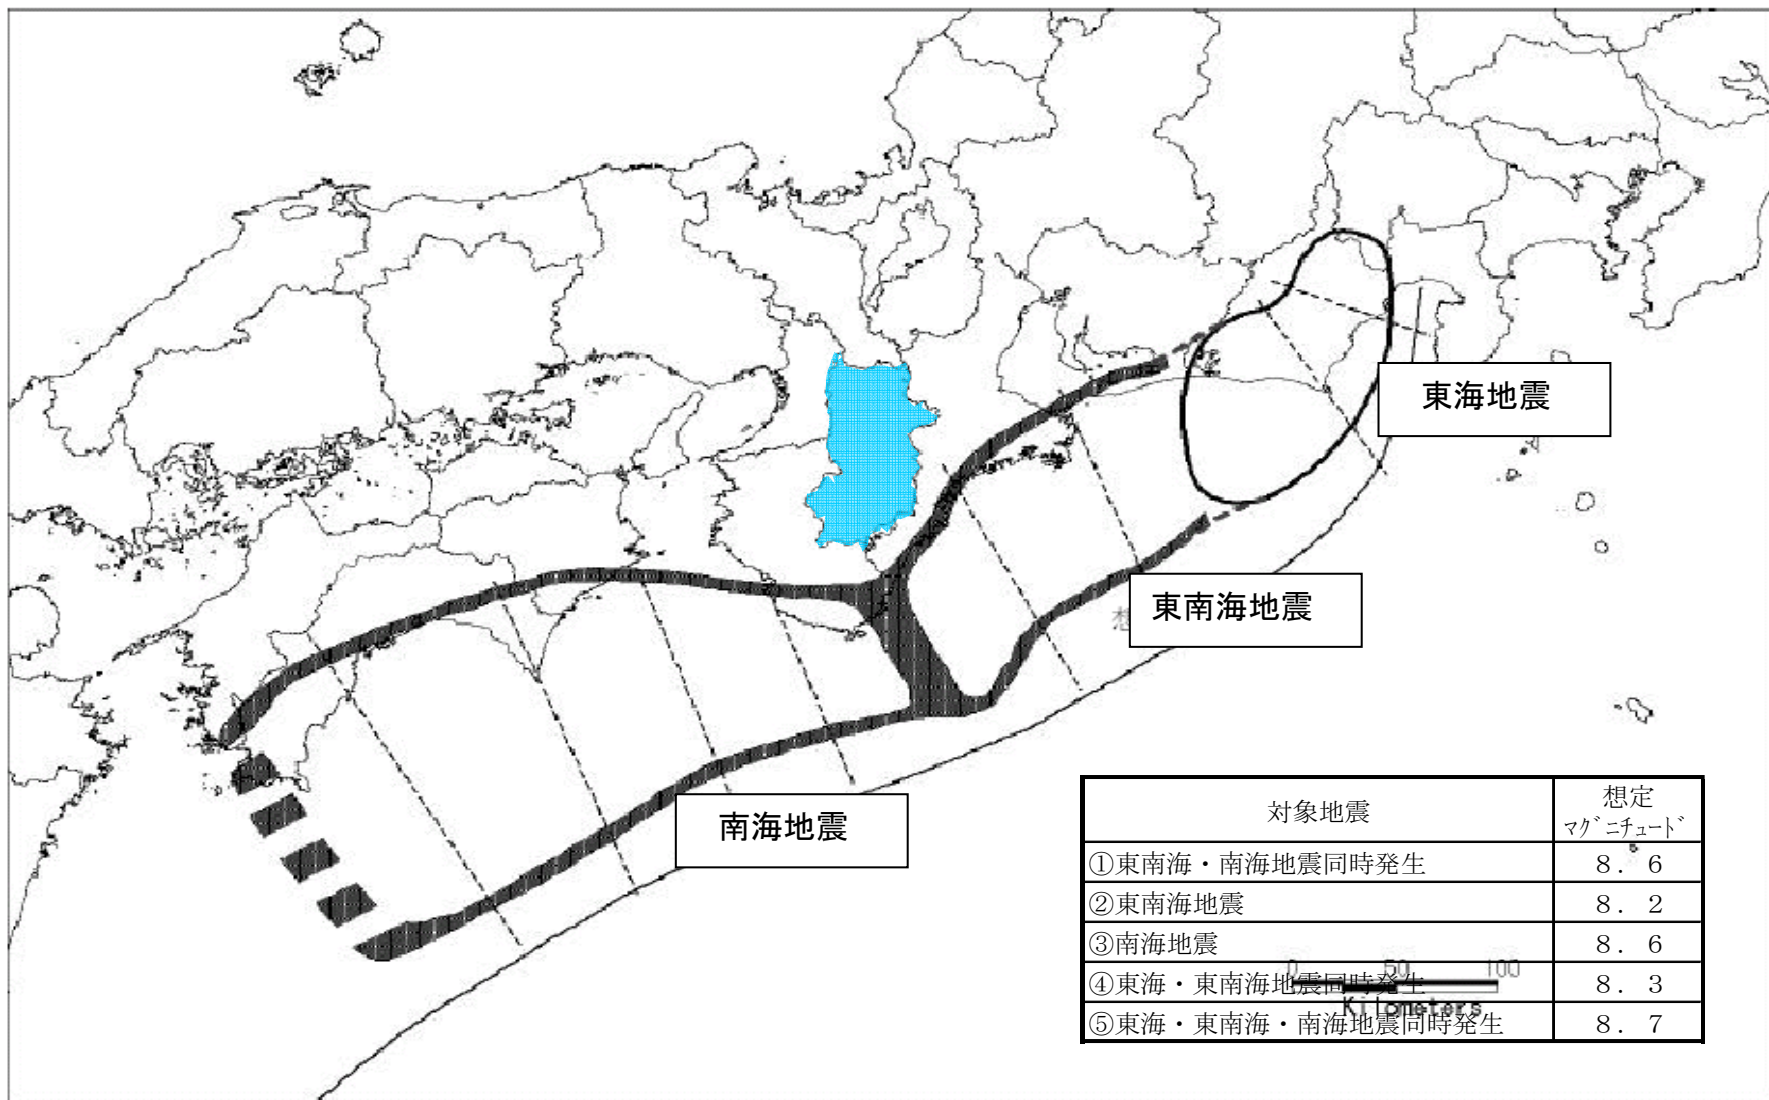 東海地震
想
東南海地震
南海地震
対象地震
想定
マグニチュード
①東南海・南海地震同時発生
8．6
②東南海地震
8．2
③南海地震
8．6
0 50 100
④東海・東南海地震同時発生
8．3
Kilometers
⑤東海・東南海・南海地震同時発生
8．7